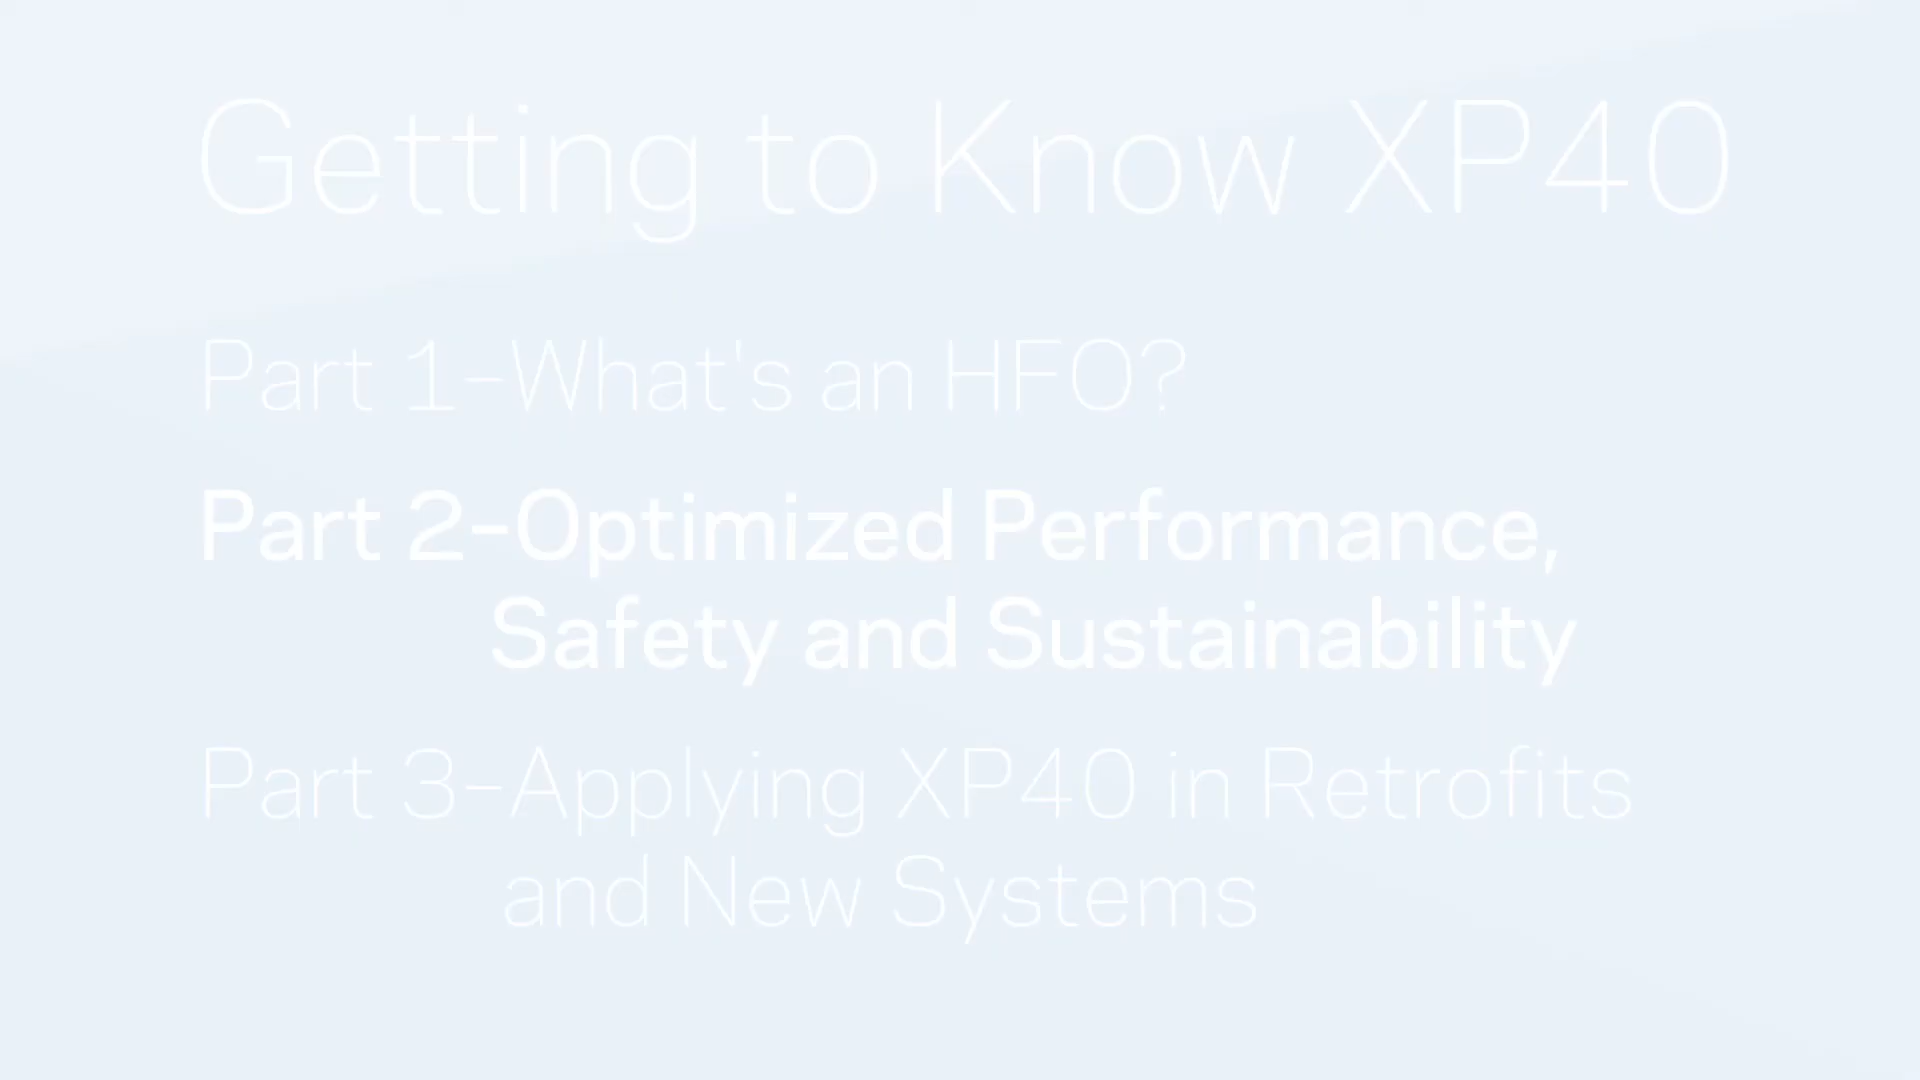 Getting to Know XP40
Part 1–What's an HFO?
Part 2–Optimized Performance,
Safety and Sustainability
Part 3–Applying XP40 in Retrofits
and New Systems